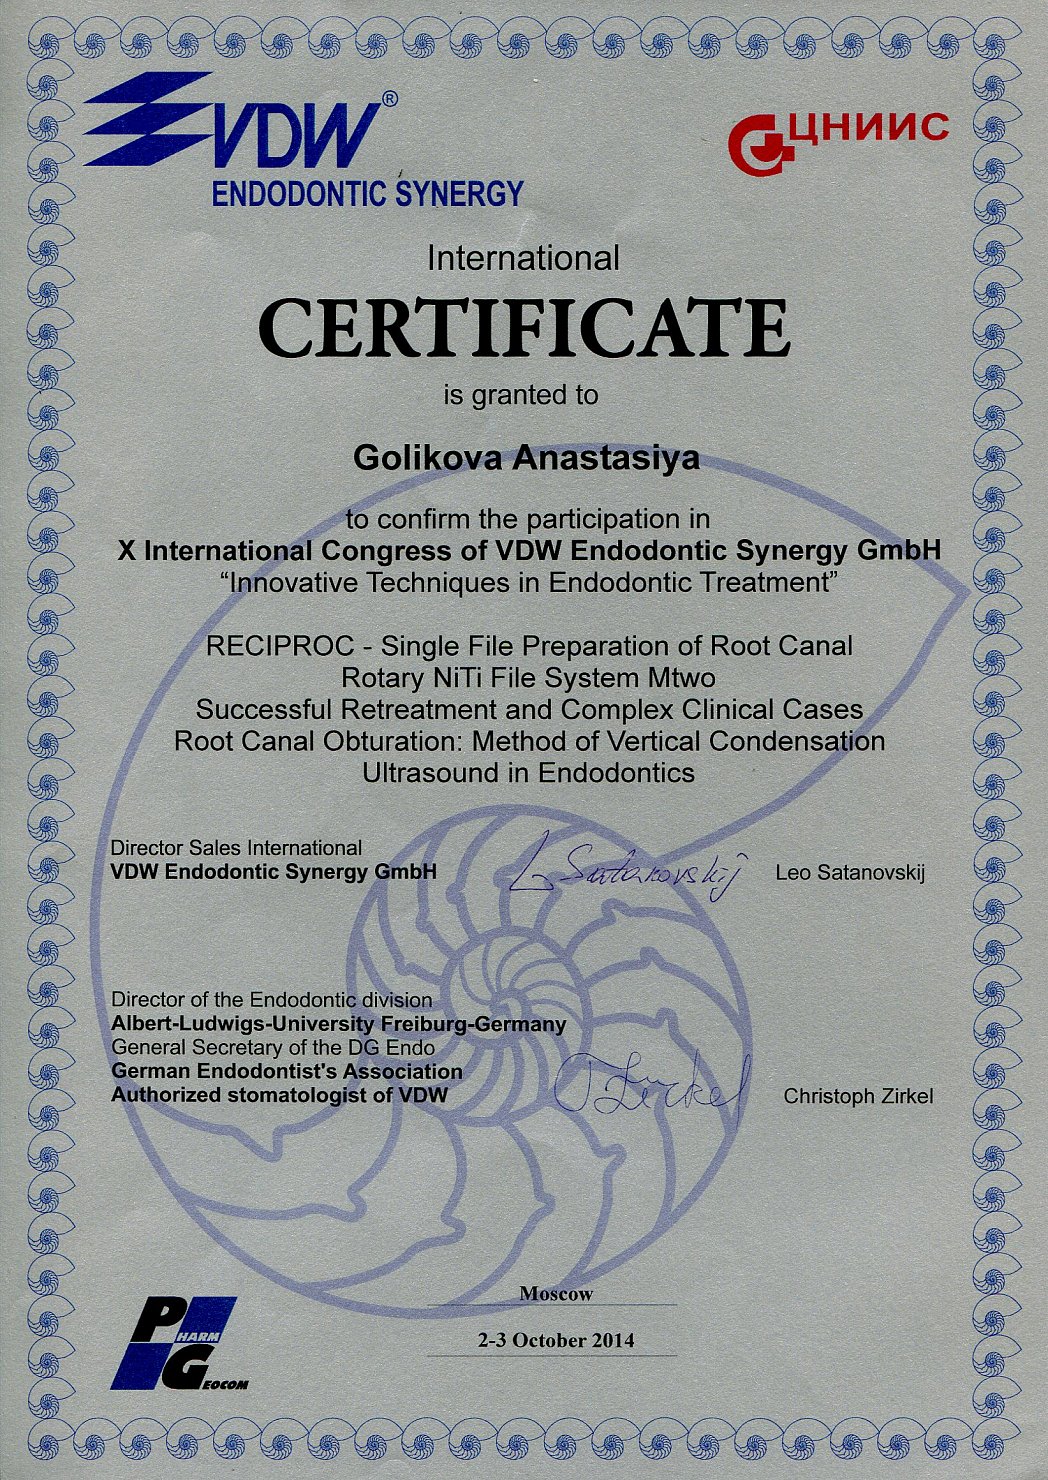 VDW®
ЦНИИС
ENDODONTIC SYNERGY
International
CERTIFICATE
is granted to
Golikova Anastasiya
to confirm the participation in
X International Congress of VDW Endodontic Synergy GmbH
“Innovative Techniques in Endodontic Treatment”
RECIPROC - Single File Preparation of Root Canal
Rotary NiTi File System Mtwo
Successful Retreatment and Complex Clinical Cases
Root Canal Obturation: Method of Vertical Condensation
Ultrasound in Endodontics
Director Sales International
VDW Endodontic Synergy GmbH
L Satanovskij
Leo Satanovskij
Director of the Endodontic division
Albert-Ludwigs-University Freiburg-Germany
General Secretary of the DG Endo
German Endodontist's Association
Authorized stomatologist of VDW
Zirkel
Christoph Zirkel
Moscow
2-3 October 2014
PHARM
GEOCOM